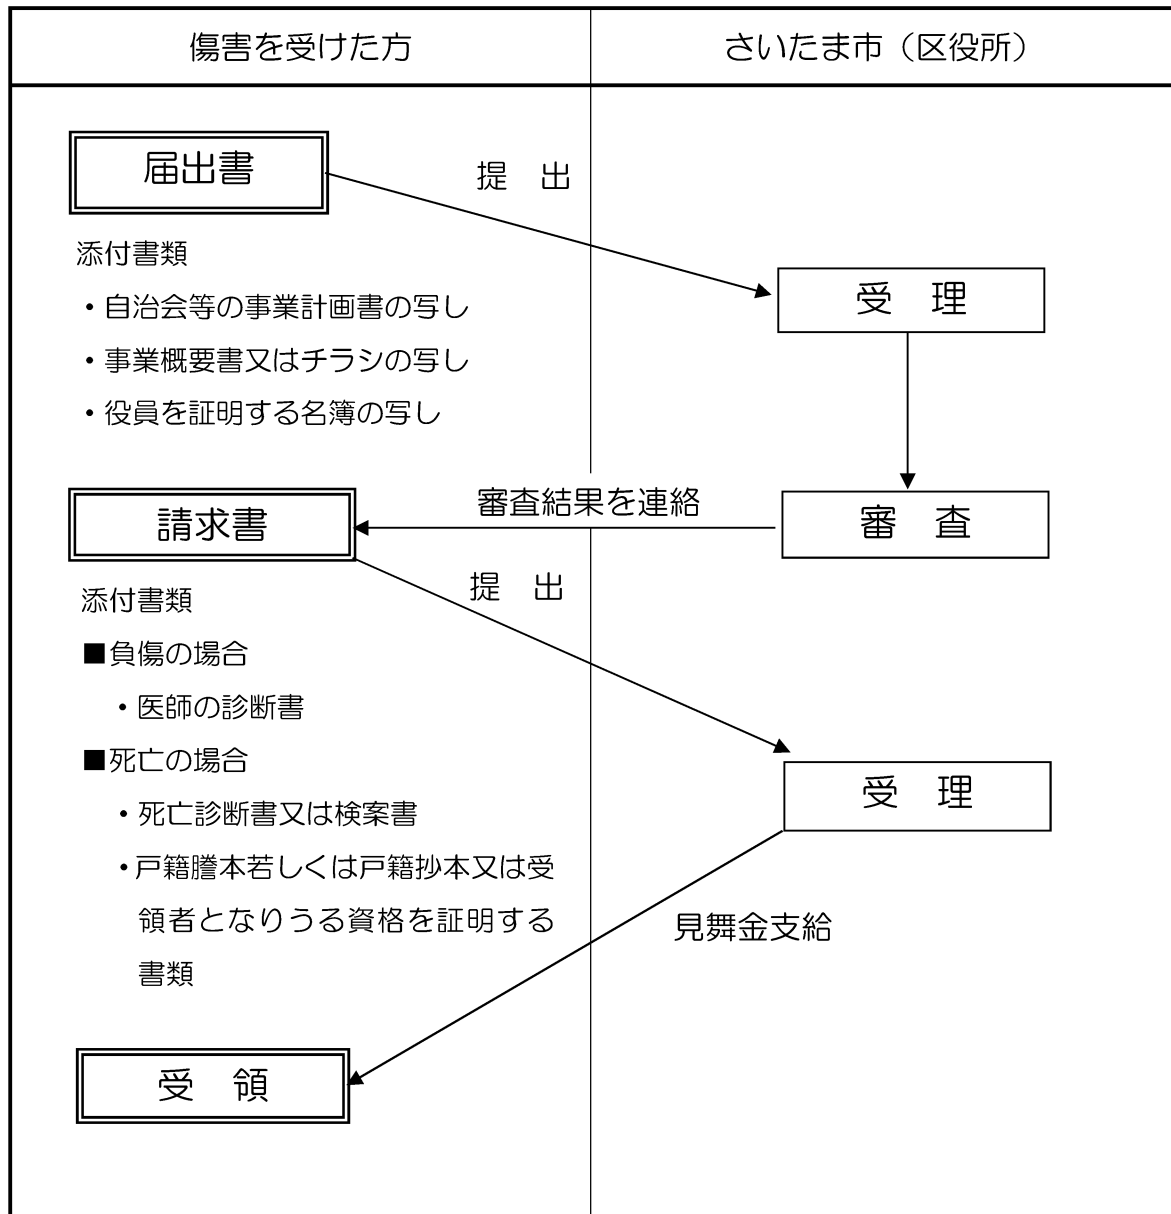 傷害を受けた方
さいたま市（区役所）
届出書
提　出
添付書類
・自治会等の事業計画書の写し
・事業概要書又はチラシの写し
・役員を証明する名簿の写し
受　理
審査結果を連絡
請求書
審　査
提　出
添付書類
■負傷の場合
・医師の診断書
■死亡の場合
・死亡診断書又は検案書
・戸籍謄本若しくは戸籍抄本又は受
領者となりうる資格を証明する
書類
受　理
見舞金支給
受　領